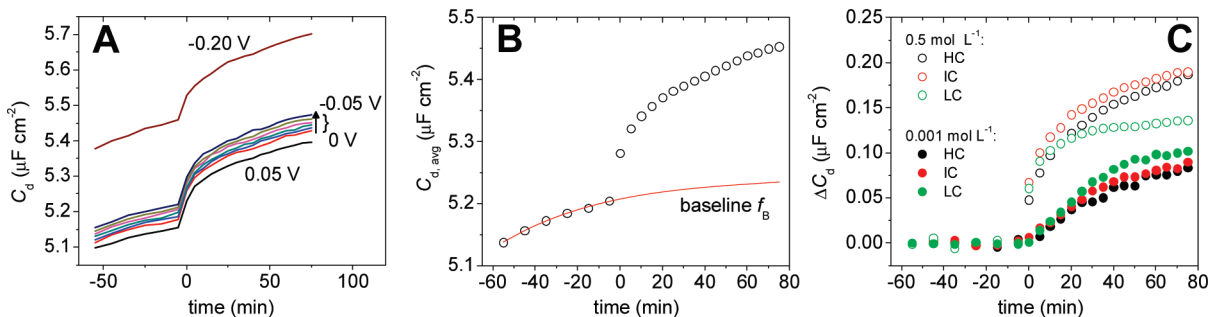 A
-0.20 V
-0.05 V
}
0 V
0.05 V
5.7
5.6
5.5
5.4
5.3
5.2
5.1
-50 0 50 100
time (min)
C_d (µF cm⁻²)
B
baseline f_B
5.5
5.4
5.3
5.2
5.1
-60 -40 -20 0 20 40 60 80
time (min)
C_d, avg (µF cm⁻²)
C
0.5 mol L⁻¹:
HC
IC
LC
0.001 mol L⁻¹:
HC
IC
LC
0.25
0.20
0.15
0.10
0.05
0.00
-60 -40 -20 0 20 40 60 80
time (min)
ΔC_d (µF cm⁻²)